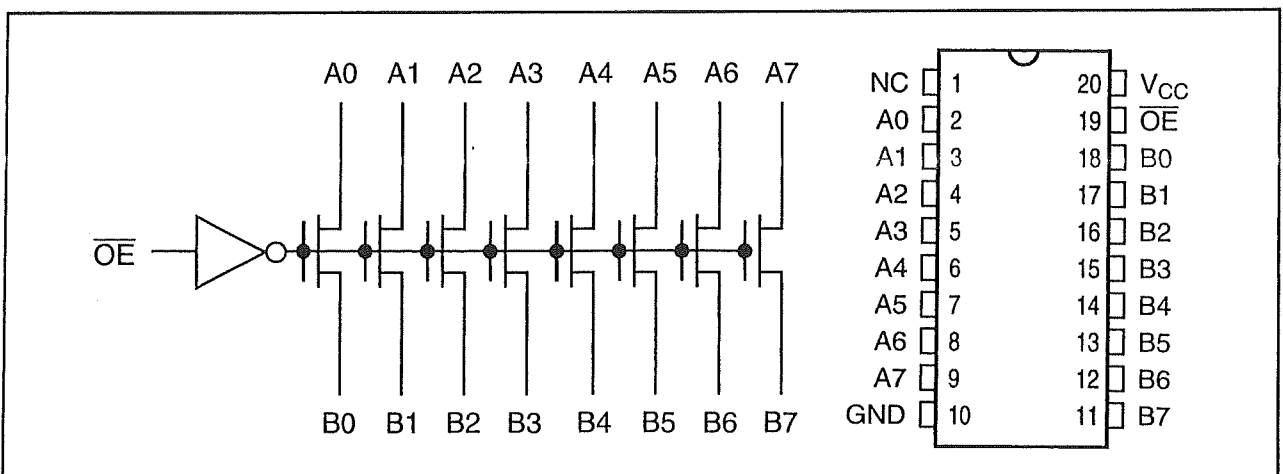 A0 A1 A2 A3 A4 A5 A6 A7
OE
B0 B1 B2 B3 B4 B5 B6 B7
NC 1 20 VCC
A0 2 19 OE
A1 3 18 B0
A2 4 17 B1
A3 5 16 B2
A4 6 15 B3
A5 7 14 B4
A6 8 13 B5
A7 9 12 B6
GND 10 11 B7